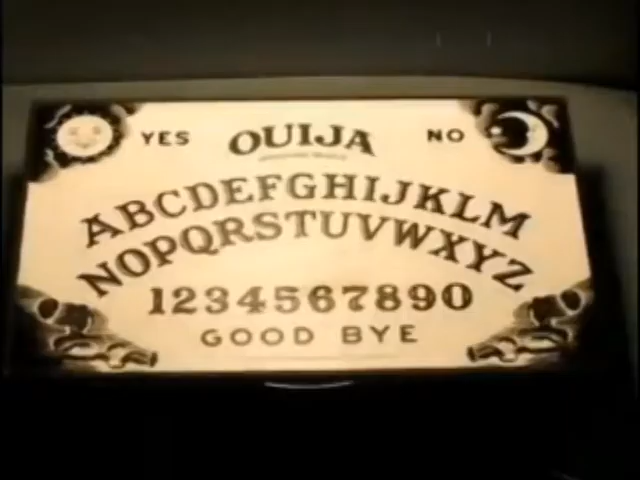 YES OUIJA NO
ABCDEFGHIJKLM
NOPQRSTUVWXYZ
1234567890
GOOD BYE